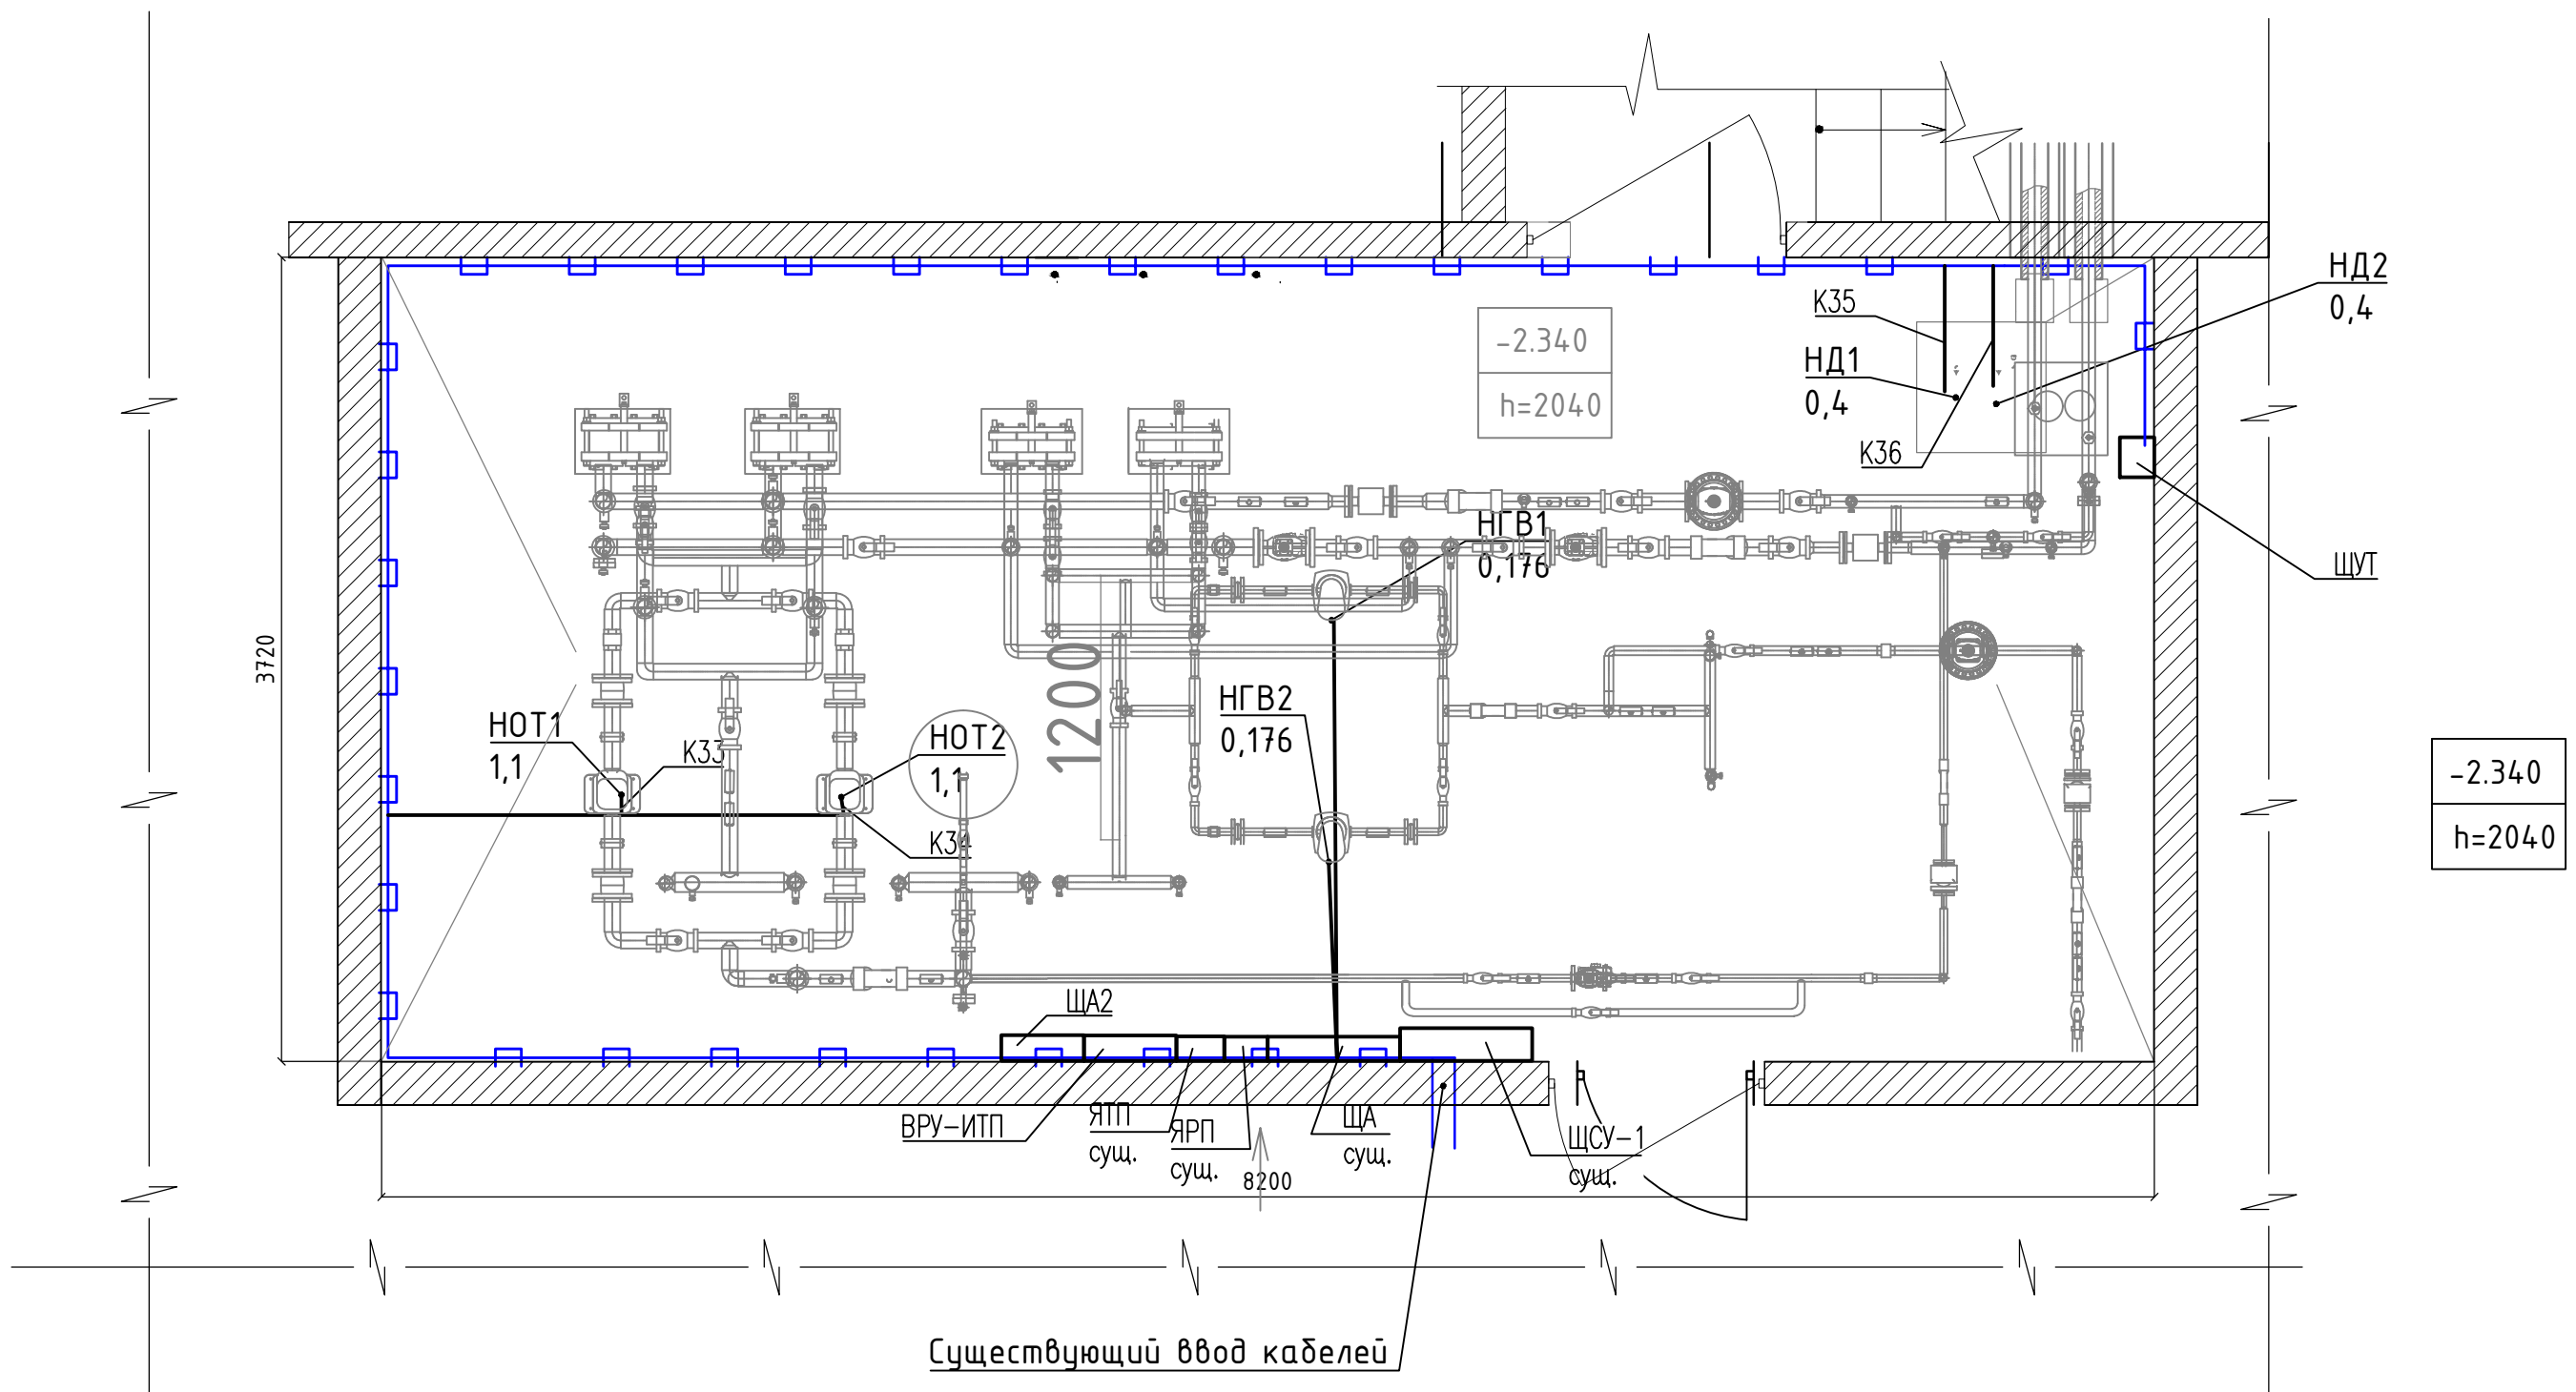 НД2
0,4
К35
-2.340
h=2040
НД1
0,4
К36
НГВ1
0,176
ЩУТ
3720
1200
НГВ2
0,176
НОТ1
1,1
К33
НОТ2
1,1
К34
-2.340
h=2040
ЩА2
ВРУ-ИТП
ЯТП
сущ.
ЯРП
сущ.
ЩА
сущ.
ЩСУ-1
сущ.
8200
Существующий ввод кабелей